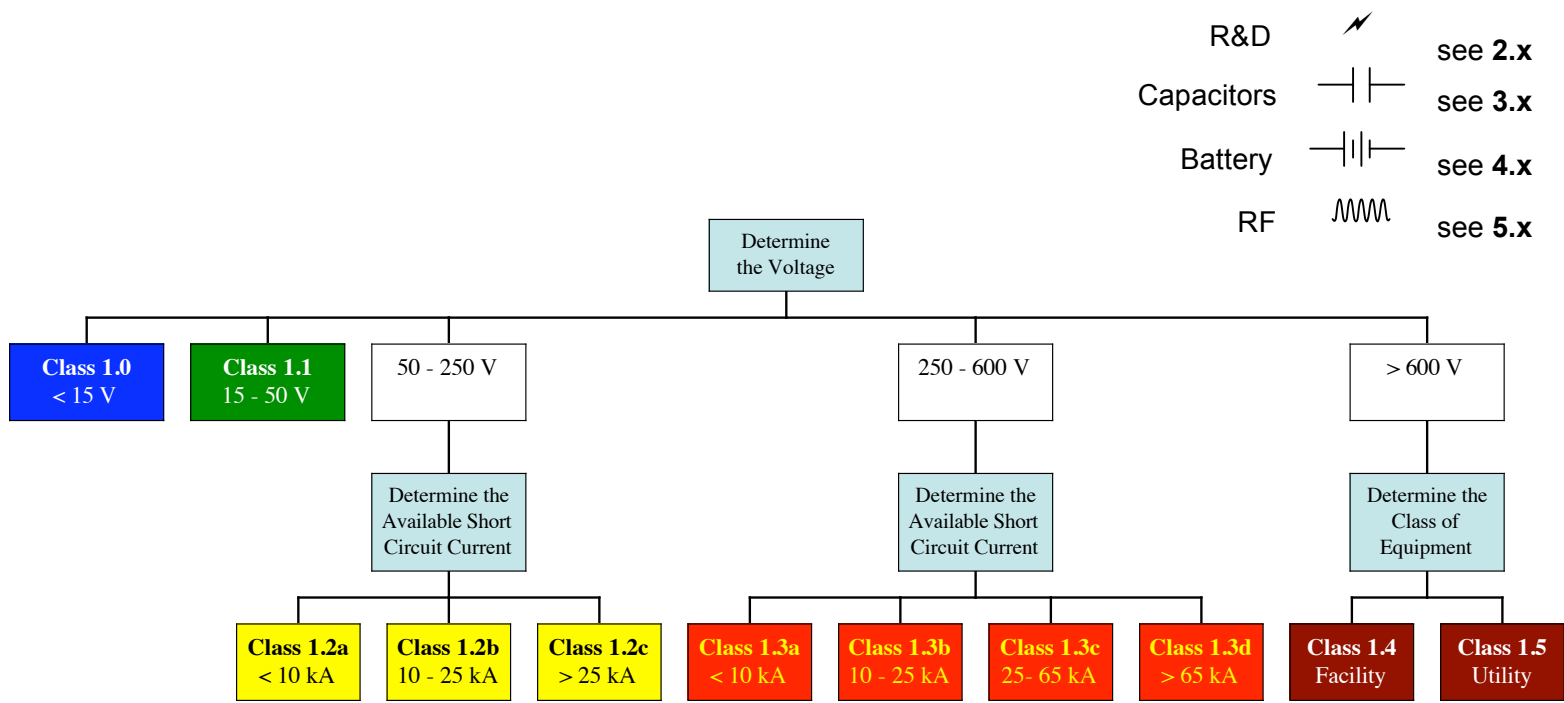 R&D see 2.x
Capacitors see 3.x
Battery see 4.x
RF see 5.x
Determine
the Voltage
Class 1.0
< 15 V
Class 1.1
15 - 50 V
50 - 250 V
250 - 600 V
> 600 V
Determine the
Available Short
Circuit Current
Determine the
Available Short
Circuit Current
Determine the
Class of
Equipment
Class 1.2a
< 10 kA
Class 1.2b
10 - 25 kA
Class 1.2c
> 25 kA
Class 1.3a
< 10 kA
Class 1.3b
10 - 25 kA
Class 1.3c
25- 65 kA
Class 1.3d
> 65 kA
Class 1.4
Facility
Class 1.5
Utility